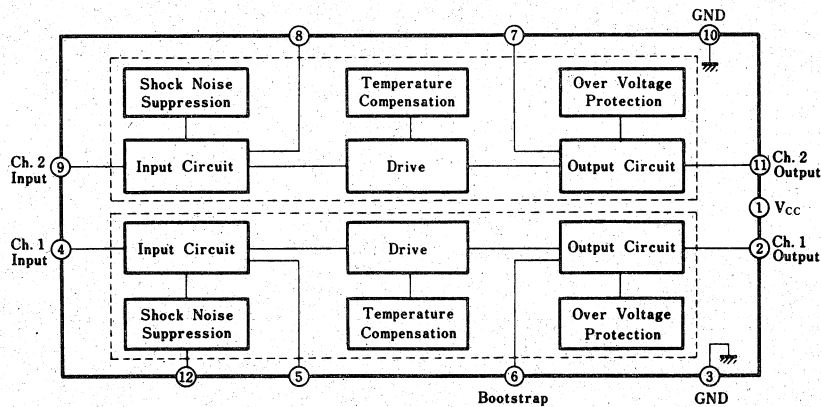 GND
8
7
10
Shock Noise
Suppression
Temperature
Compensation
Over Voltage
Protection
Ch. 2
Input
9
Input Circuit
Drive
Output Circuit
11
Ch. 2
Output
1
VCC
Ch. 1
Input
4
Input Circuit
Drive
Output Circuit
2
Ch. 1
Output
Shock Noise
Suppression
Temperature
Compensation
Over Voltage
Protection
12
5
6
3
Bootstrap
GND